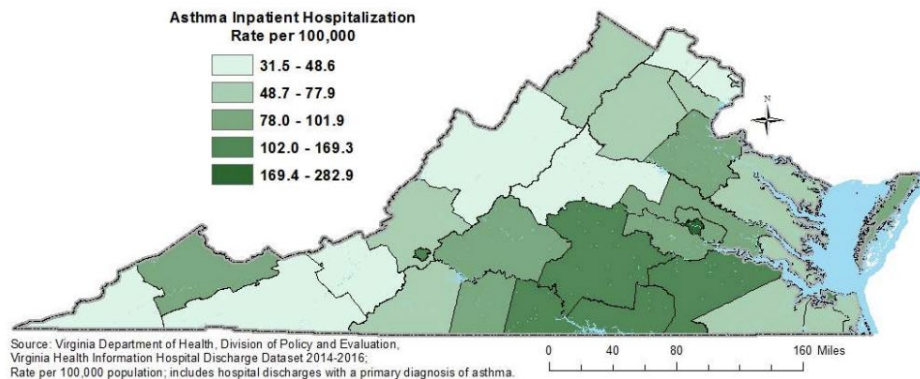 Asthma Inpatient Hospitalization
Rate per 100,000
31.5 - 48.6
48.7 - 77.9
78.0 - 101.9
102.0 - 169.3
169.4 - 282.9
N
Source: Virginia Department of Health, Division of Policy and Evaluation,
Virginia Health Information Hospital Discharge Dataset 2014-2016;
Rate per 100,000 population; includes hospital discharges with a primary diagnosis of asthma.
0 40 80 160 Miles